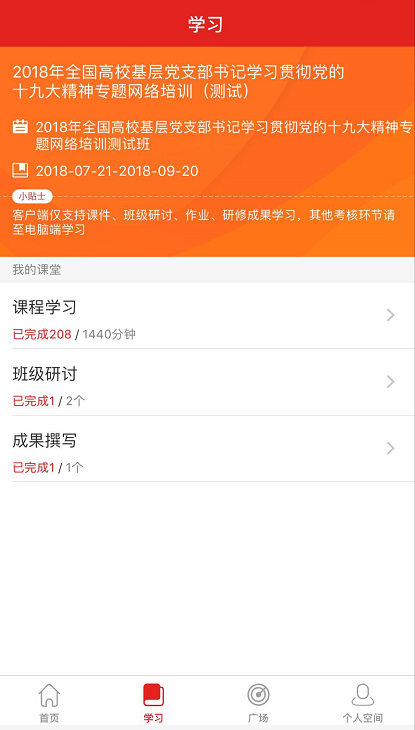 学习
2018年全国高校基层党支部书记学习贯彻党的
十九大精神专题网络培训（测试）
2018年全国高校基层党支部书记学习贯彻党的十九大精神专
题网络培训测试班
2018-07-21-2018-09-20
小贴士
客户端仅支持课件、班级研讨、作业、研修成果学习，其他考核环节请
至电脑端学习
我的课堂
课程学习
已完成208 / 1440分钟
班级研讨
已完成1 / 2个
成果撰写
已完成1 / 1个
首页
学习
广场
个人空间